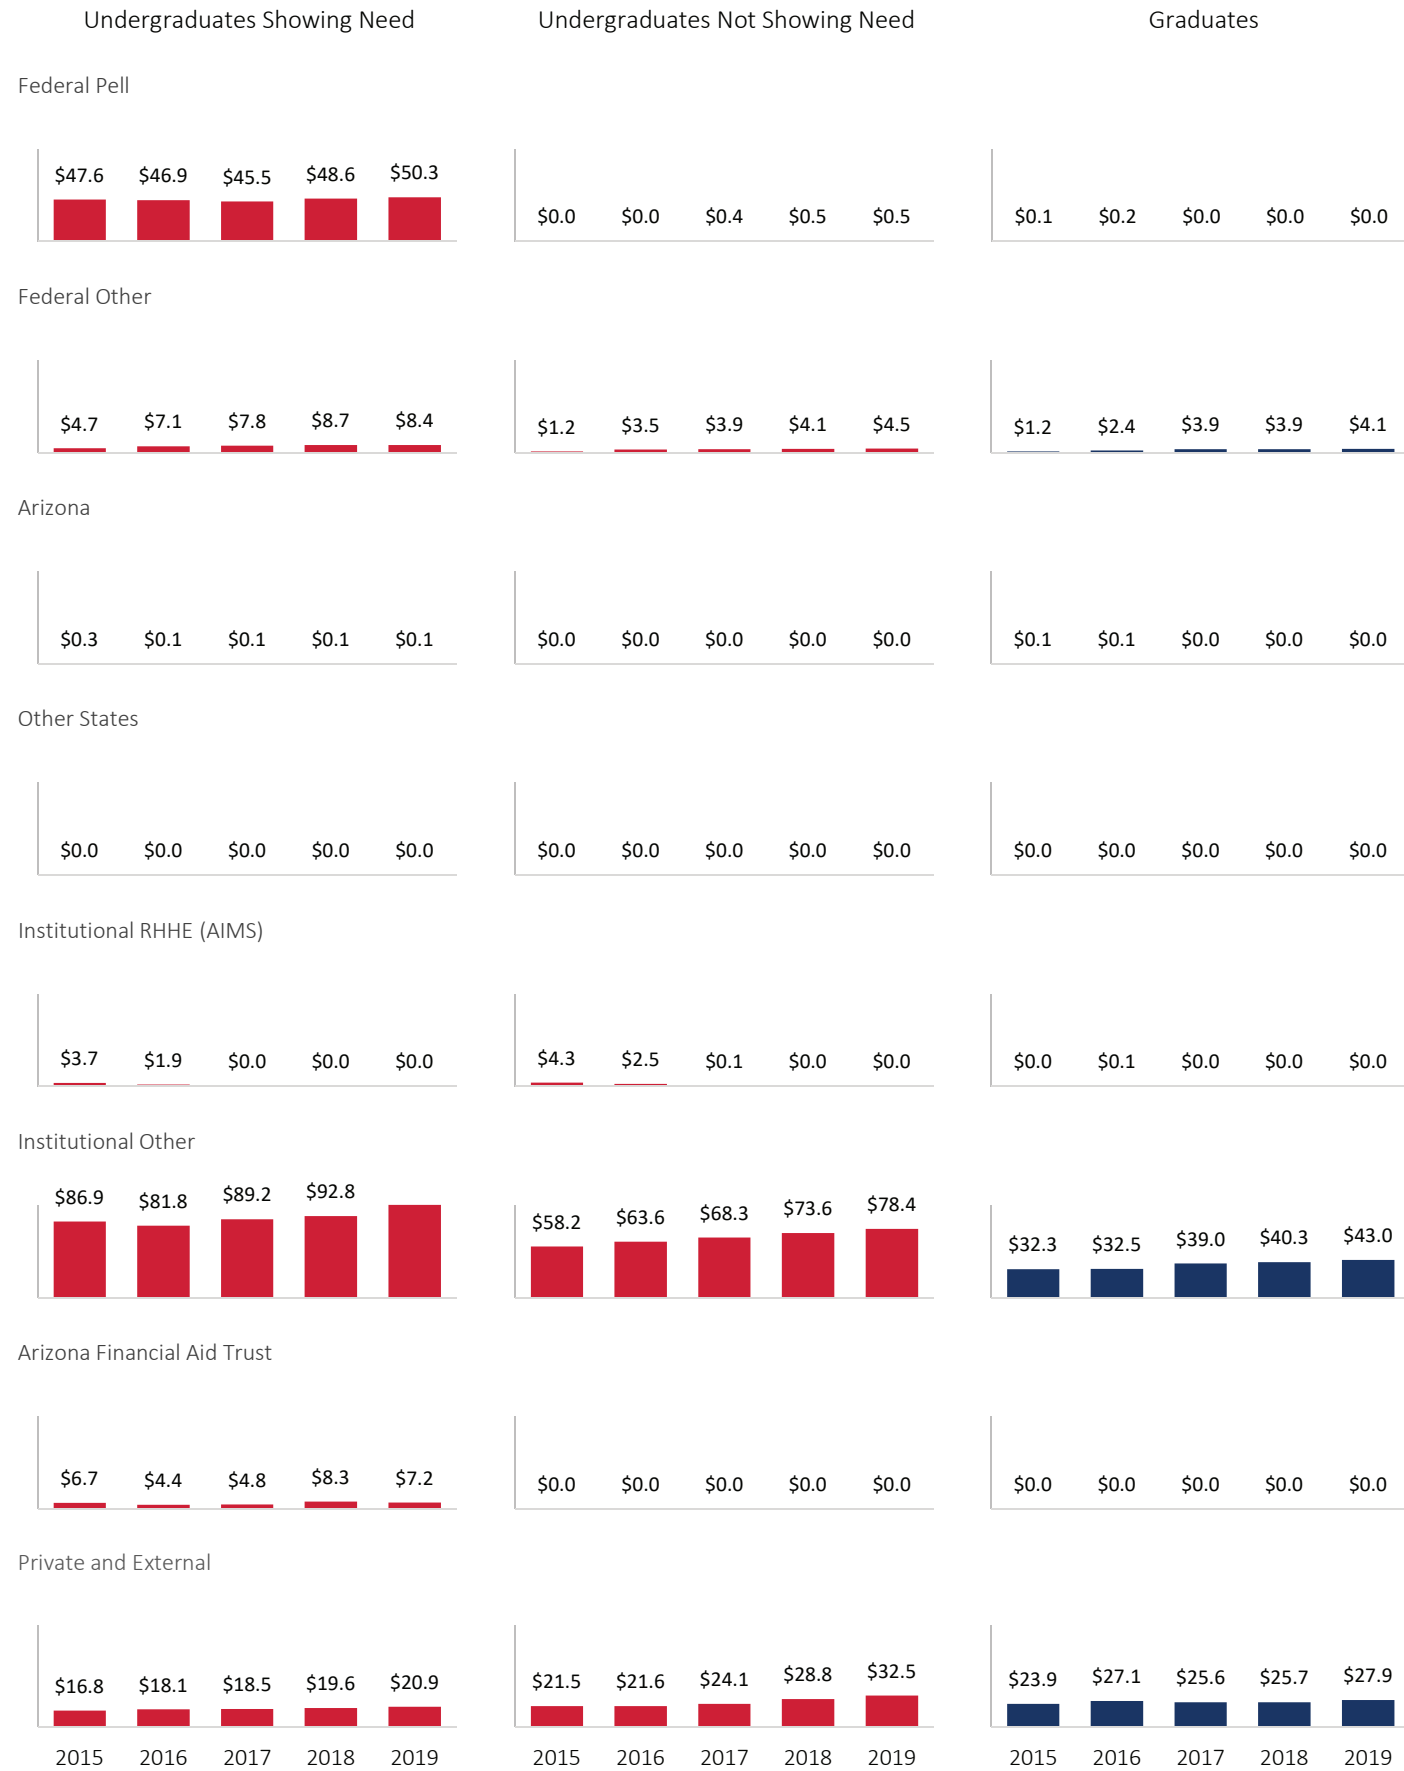 Undergraduates Showing Need Undergraduates Not Showing Need Graduates
Federal Pell
$47.6 $46.9 $45.5 $48.6 $50.3 $0.0 $0.0 $0.4 $0.5 $0.5 $0.1 $0.2 $0.0 $0.0 $0.0
Federal Other
$4.7 $7.1 $7.8 $8.7 $8.4 $1.2 $3.5 $3.9 $4.1 $4.5 $1.2 $2.4 $3.9 $3.9 $4.1
Arizona
$0.3 $0.1 $0.1 $0.1 $0.1 $0.0 $0.0 $0.0 $0.0 $0.0 $0.1 $0.1 $0.0 $0.0 $0.0
Other States
$0.0 $0.0 $0.0 $0.0 $0.0 $0.0 $0.0 $0.0 $0.0 $0.0 $0.0 $0.0 $0.0 $0.0 $0.0
Institutional RHHE (AIMS)
$3.7 $1.9 $0.0 $0.0 $0.0 $4.3 $2.5 $0.1 $0.0 $0.0 $0.0 $0.1 $0.0 $0.0 $0.0
Institutional Other
$86.9 $81.8 $89.2 $92.8 $58.2 $63.6 $68.3 $73.6 $78.4 $32.3 $32.5 $39.0 $40.3 $43.0
Arizona Financial Aid Trust
$6.7 $4.4 $4.8 $8.3 $7.2 $0.0 $0.0 $0.0 $0.0 $0.0 $0.0 $0.0 $0.0 $0.0 $0.0
Private and External
$16.8 $18.1 $18.5 $19.6 $20.9 $21.5 $21.6 $24.1 $28.8 $32.5 $23.9 $27.1 $25.6 $25.7 $27.9
2015 2016 2017 2018 2019 2015 2016 2017 2018 2019 2015 2016 2017 2018 2019